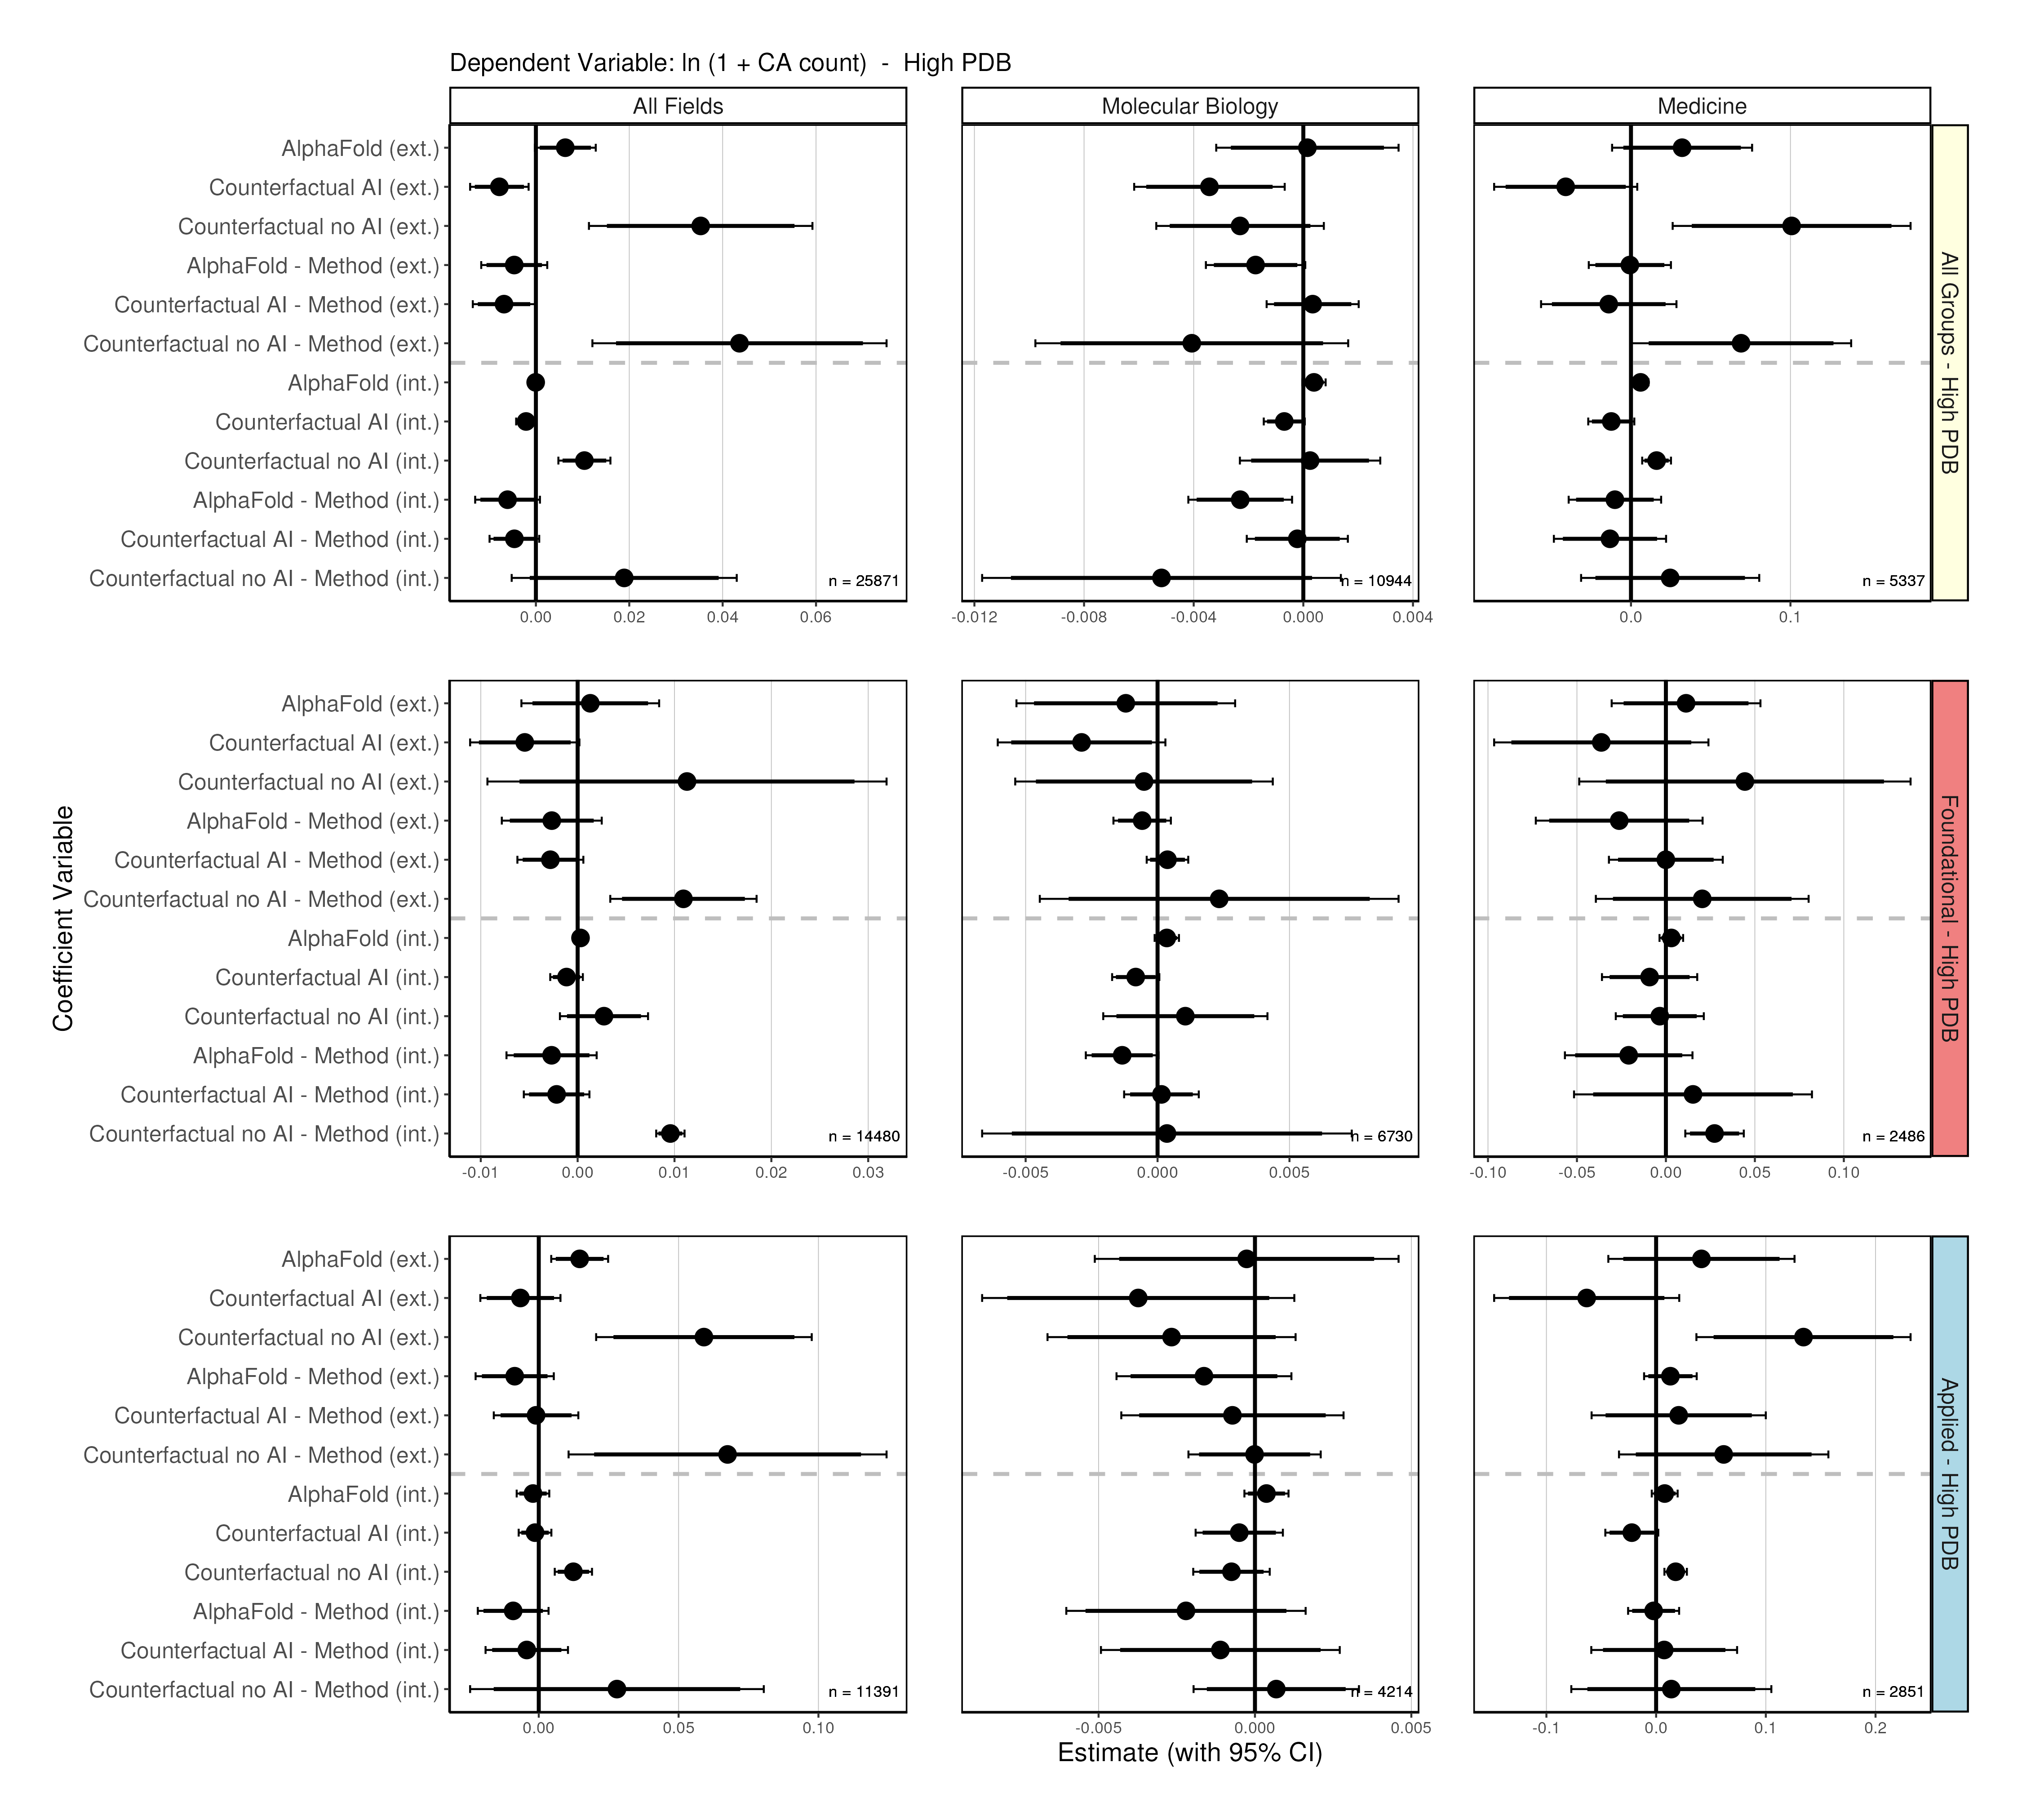 Dependent Variable: ln (1 + CA count)  -  High PDB
All Fields
Molecular Biology
Medicine
AlphaFold (ext.)
Counterfactual AI (ext.)
Counterfactual no AI (ext.)
AlphaFold - Method (ext.)
Counterfactual AI - Method (ext.)
Counterfactual no AI - Method (ext.)
AlphaFold (int.)
Counterfactual AI (int.)
Counterfactual no AI (int.)
AlphaFold - Method (int.)
Counterfactual AI - Method (int.)
Counterfactual no AI - Method (int.)
n = 25871
n = 10944
n = 5337
All Groups - High PDB
0.00 0.02 0.04 0.06
-0.012 -0.008 -0.004 0.000 0.004
0.0 0.1
Coefficient Variable
AlphaFold (ext.)
Counterfactual AI (ext.)
Counterfactual no AI (ext.)
AlphaFold - Method (ext.)
Counterfactual AI - Method (ext.)
Counterfactual no AI - Method (ext.)
AlphaFold (int.)
Counterfactual AI (int.)
Counterfactual no AI (int.)
AlphaFold - Method (int.)
Counterfactual AI - Method (int.)
Counterfactual no AI - Method (int.)
n = 14480
n = 6730
n = 2486
Foundational - High PDB
-0.01 0.00 0.01 0.02 0.03
-0.005 0.000 0.005
-0.10 -0.05 0.00 0.05 0.10
AlphaFold (ext.)
Counterfactual AI (ext.)
Counterfactual no AI (ext.)
AlphaFold - Method (ext.)
Counterfactual AI - Method (ext.)
Counterfactual no AI - Method (ext.)
AlphaFold (int.)
Counterfactual AI (int.)
Counterfactual no AI (int.)
AlphaFold - Method (int.)
Counterfactual AI - Method (int.)
Counterfactual no AI - Method (int.)
n = 11391
n = 4214
n = 2851
Applied - High PDB
0.00 0.05 0.10
-0.005 0.000 0.005
-0.1 0.0 0.1 0.2
Estimate (with 95% CI)